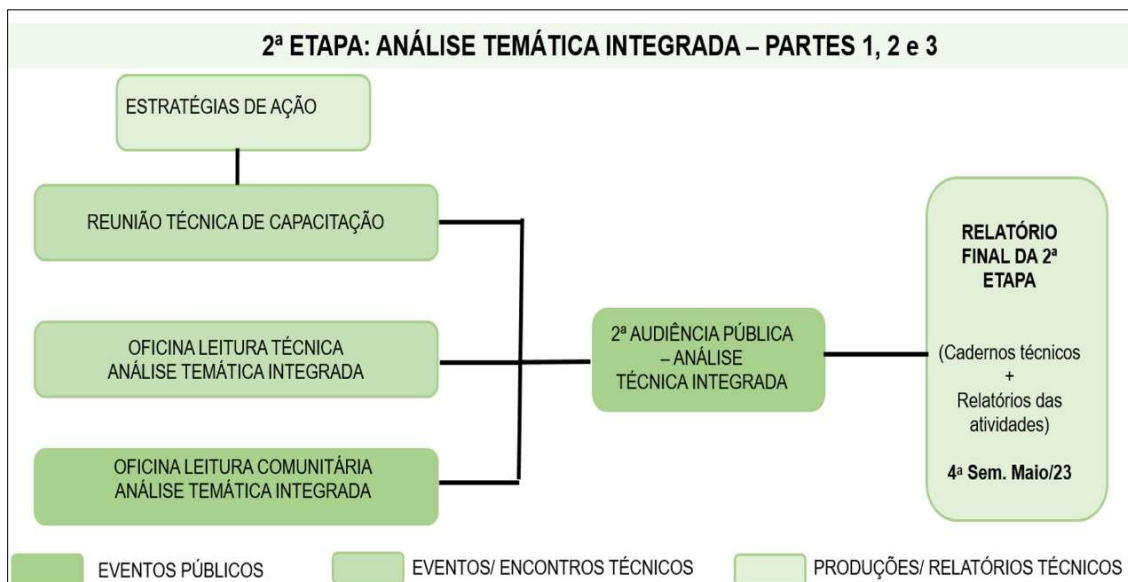 2ª ETAPA: ANÁLISE TEMÁTICA INTEGRADA – PARTES 1, 2 e 3
ESTRATÉGIAS DE AÇÃO
REUNIÃO TÉCNICA DE CAPACITAÇÃO
OFICINA LEITURA TÉCNICA
ANÁLISE TEMÁTICA INTEGRADA
OFICINA LEITURA COMUNITÁRIA
ANÁLISE TEMÁTICA INTEGRADA
2ª AUDIÊNCIA PÚBLICA
– ANÁLISE
TÉCNICA INTEGRADA
RELATÓRIO
FINAL DA 2ª
ETAPA
(Cadernos técnicos
+
Relatórios das
atividades)
4ª Sem. Maio/23
EVENTOS PÚBLICOS
EVENTOS/ ENCONTROS TÉCNICOS
PRODUÇÕES/ RELATÓRIOS TÉCNICOS